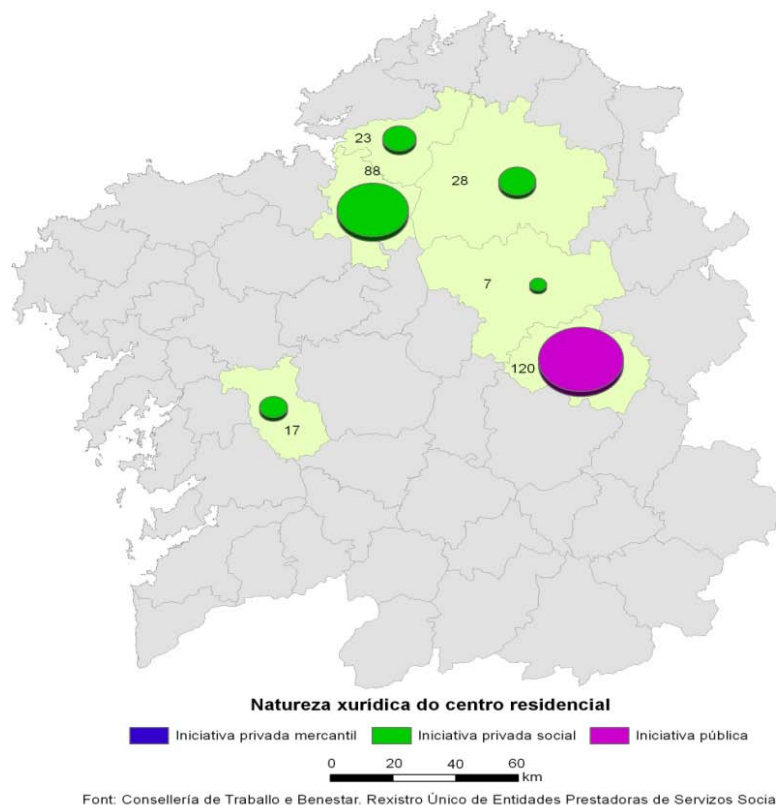 23
88
28
7
120
17
Natureza xurídica do centro residencial
Iniciativa privada mercantil Iniciativa privada social Iniciativa pública
0 20 40 60
km
Font: Consellería de Traballo e Benestar. Rexistro Único de Entidades Prestadoras de Servizos Socia